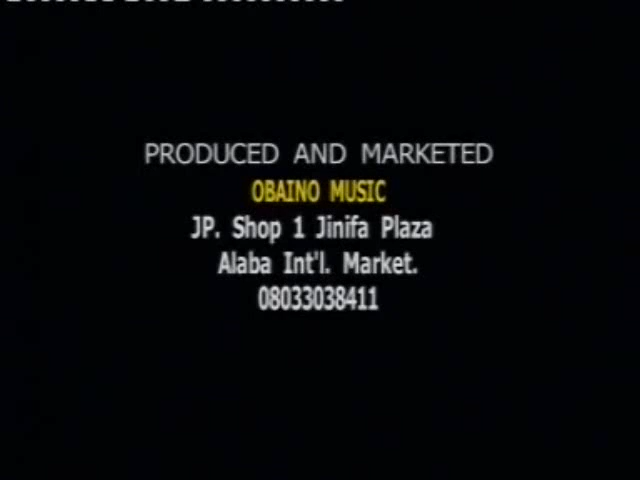 PRODUCED AND MARKETED
OBAINO MUSIC
JP. Shop 1 Jinifa Plaza
Alaba Int'l. Market.
08033038411